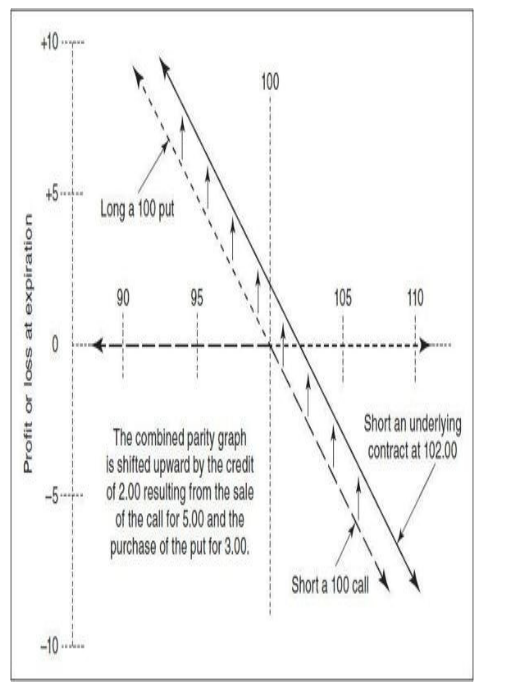 +10
100
+5
Long a 100 put
90
95
105
110
0
Profit or loss at expiration
The combined parity graph
is shifted upward by the credit
of 2.00 resulting from the sale
of the call for 5.00 and the
purchase of the put for 3.00.
Short an underlying
contract at 102.00
–5
Short a 100 call
–10